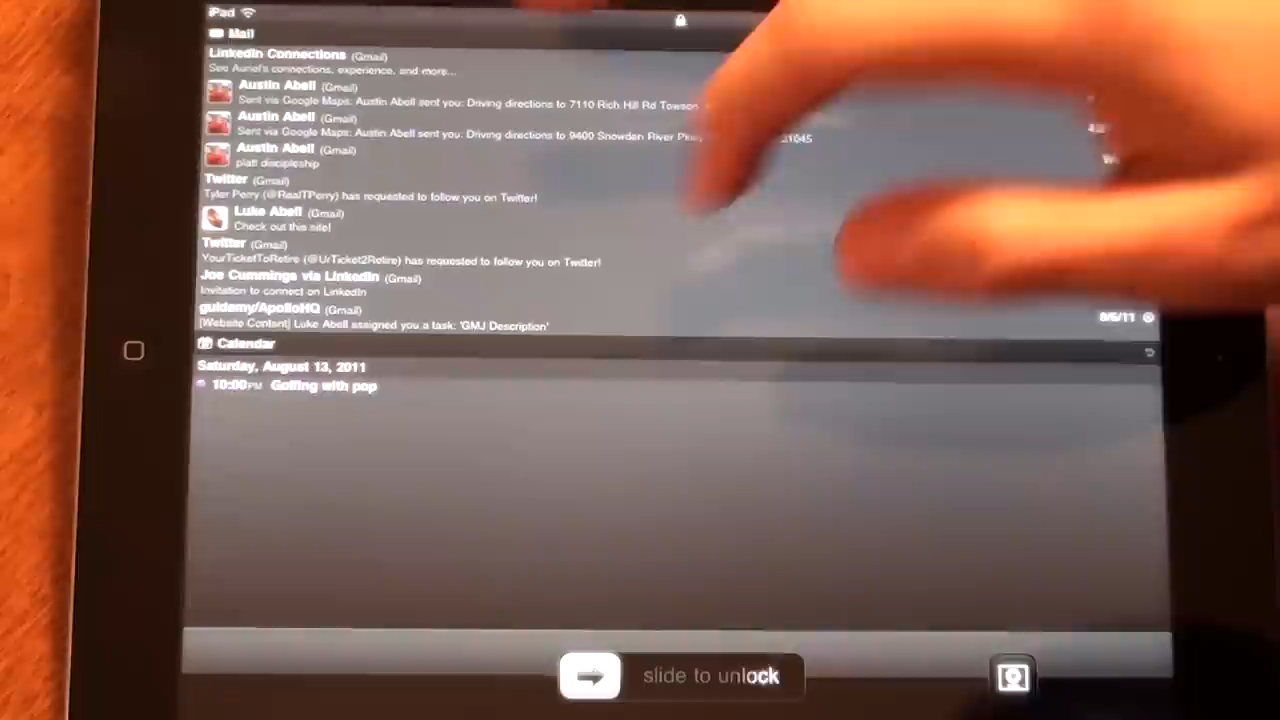 iPad
Mail
LinkedIn Connections (Gmail)
See Auriel's connections, experience, and more...
Austin Abell (Gmail)
Sent via Google Maps: Austin Abell sent you: Driving directions to 7110 Rich Hill Rd Towson,
Austin Abell (Gmail)
Sent via Google Maps: Austin Abell sent you: Driving directions to 9400 Snowden River Pkwy 21045
Austin Abell (Gmail)
platt discipleship
Twitter (Gmail)
Tyler Perry (@RealTPerry) has requested to follow you on Twitter!
Luke Abell (Gmail)
Check out this site!
Twitter (Gmail)
YourTicketToRetire (@UrTicket2Retire) has requested to follow you on Twitter!
Joe Cummings via LinkedIn (Gmail)
Invitation to connect on LinkedIn
guidemy/ApolloHQ (Gmail)
8/5/11
[Website Content] Luke Abell assigned you a task: 'GMJ Description'
Calendar
Saturday, August 13, 2011
10:00PM Golfing with pop
slide to unlock